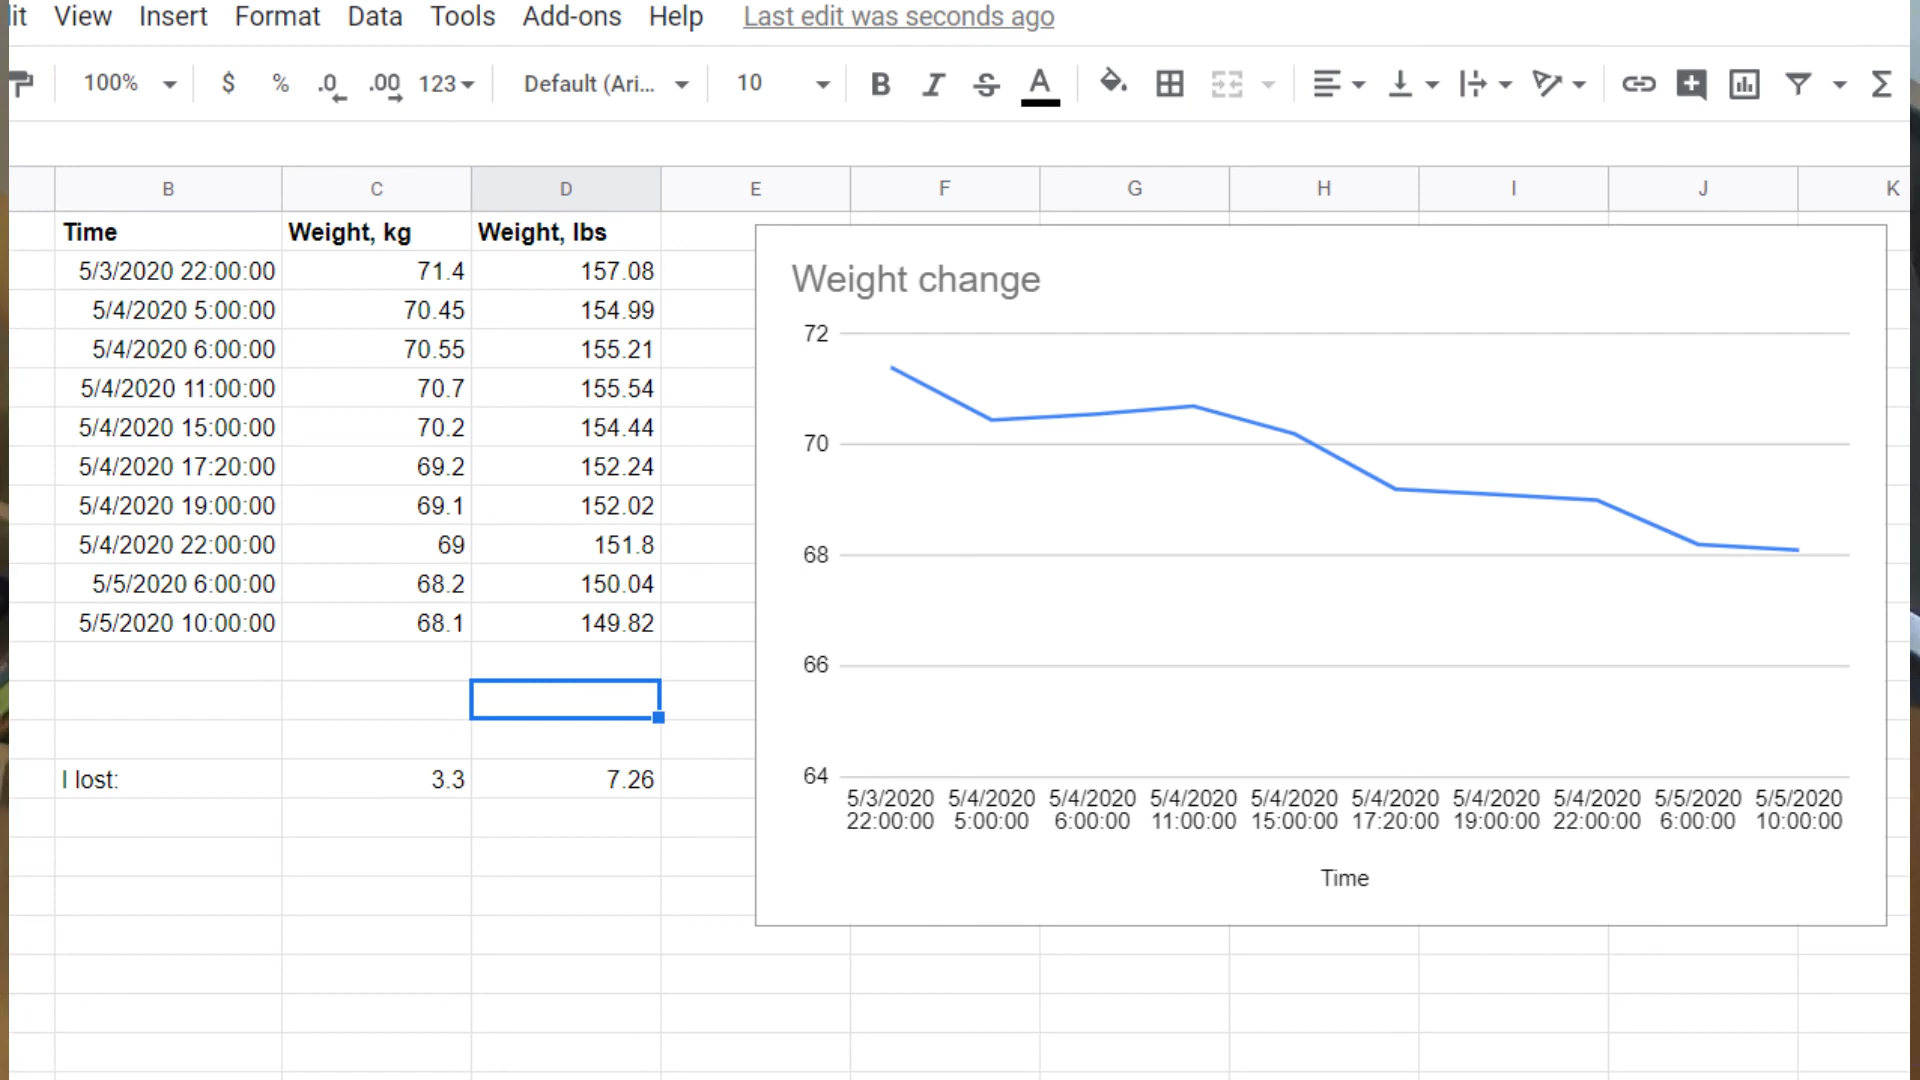 it View Insert Format Data Tools Add-ons Help Last edit was seconds ago
100% $ % .0 .00 123 Default (Ari... 10 B I S A Σ
B C D E F G H I J K
Time Weight, kg Weight, lbs
5/3/2020 22:00:00 71.4 157.08
5/4/2020 5:00:00 70.45 154.99
5/4/2020 6:00:00 70.55 155.21
5/4/2020 11:00:00 70.7 155.54
5/4/2020 15:00:00 70.2 154.44
5/4/2020 17:20:00 69.2 152.24
5/4/2020 19:00:00 69.1 152.02
5/4/2020 22:00:00 69 151.8
5/5/2020 6:00:00 68.2 150.04
5/5/2020 10:00:00 68.1 149.82
I lost: 3.3 7.26
Weight change
72
70
68
66
64
5/3/2020 5/4/2020 5/4/2020 5/4/2020 5/4/2020 5/4/2020 5/4/2020 5/4/2020 5/5/2020 5/5/2020
22:00:00 5:00:00 6:00:00 11:00:00 15:00:00 17:20:00 19:00:00 22:00:00 6:00:00 10:00:00
Time